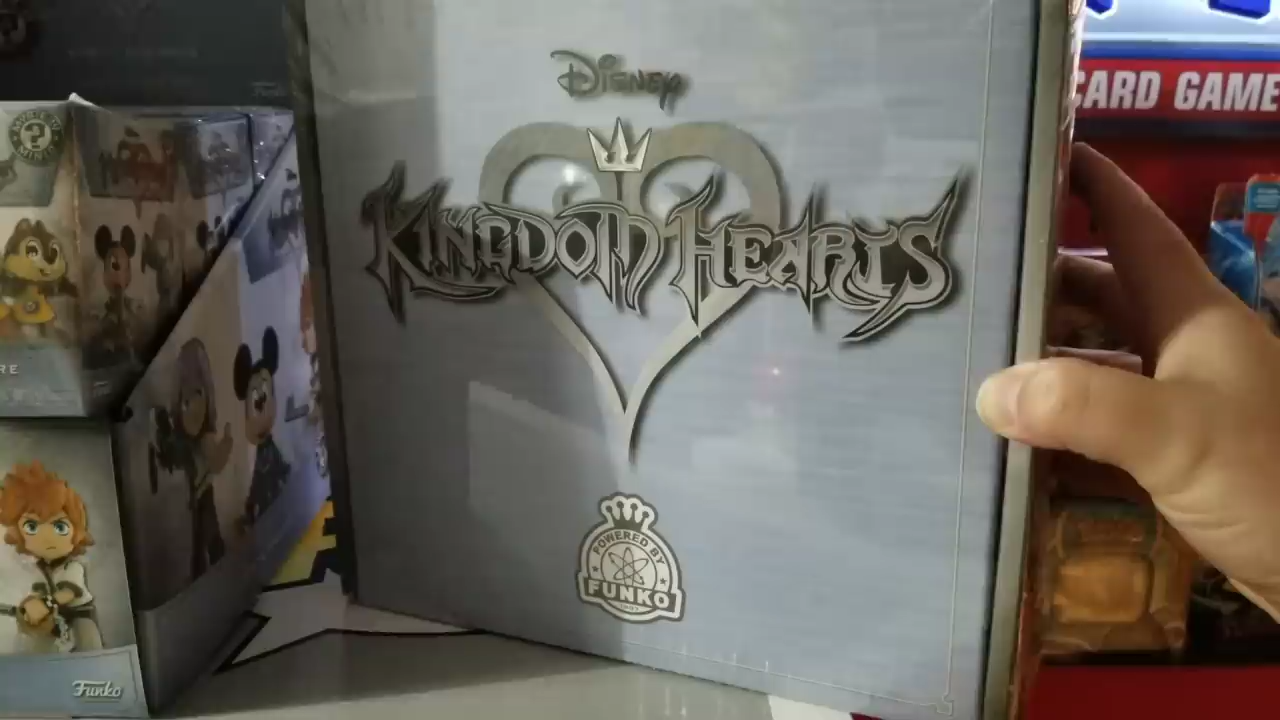 DISNEY
KINGDOM HEARTS
POWERED BY
FUNKO
CARD GAME
?
RE
Funko